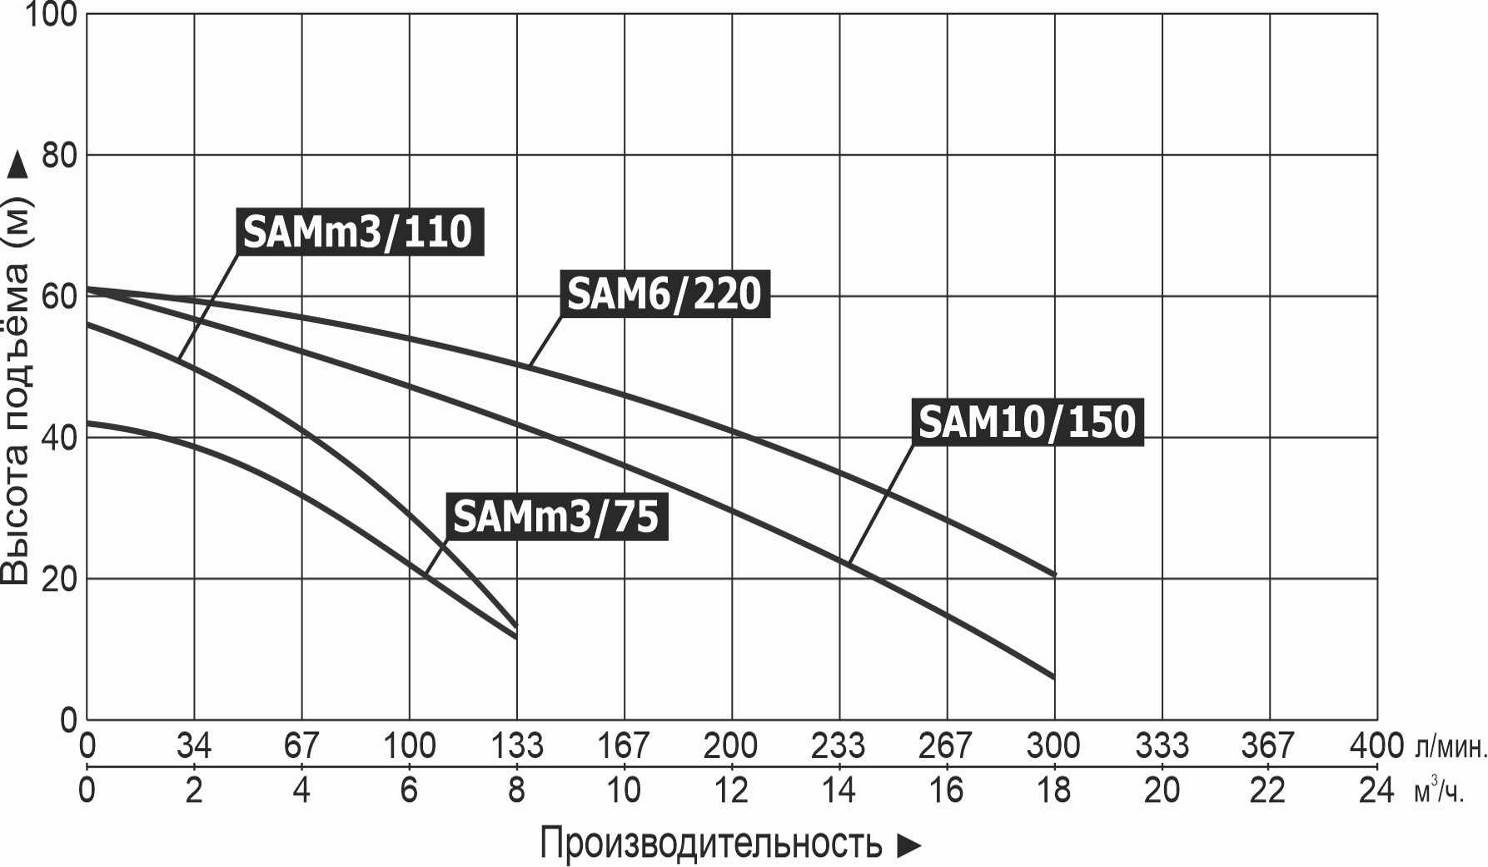 100
80
60
40
20
0
Высота подъёма (м) ►
SAMm3/110
SAM6/220
SAM10/150
SAMm3/75
0 34 67 100 133 167 200 233 267 300 333 367 400 л/мин.
0 2 4 6 8 10 12 14 16 18 20 22 24 м³/ч.
Производительность ►